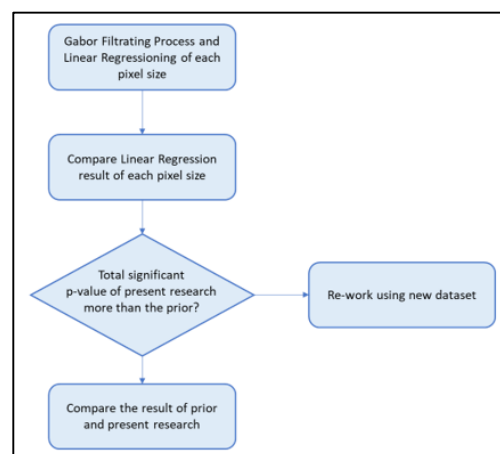 Gabor Filtrating Process and
Linear Regressioning of each
pixel size
Compare Linear Regression
result of each pixel size
Total significant
p-value of present research
more than the prior?
Re-work using new dataset
Compare the result of prior
and present research